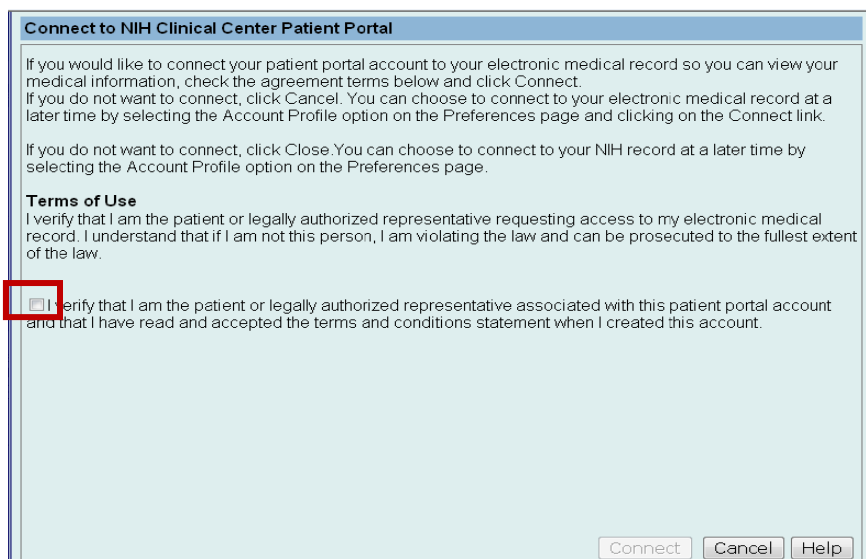 Connect to NIH Clinical Center Patient Portal
If you would like to connect your patient portal account to your electronic medical record so you can view your
medical information, check the agreement terms below and click Connect.
If you do not want to connect, click Cancel. You can choose to connect to your electronic medical record at a
later time by selecting the Account Profile option on the Preferences page and clicking on the Connect link.
If you do not want to connect, click Close.You can choose to connect to your NIH record at a later time by
selecting the Account Profile option on the Preferences page.
Terms of Use
I verify that I am the patient or legally authorized representative requesting access to my electronic medical
record. I understand that if I am not this person, I am violating the law and can be prosecuted to the fullest extent
of the law.
I verify that I am the patient or legally authorized representative associated with this patient portal account
and that I have read and accepted the terms and conditions statement when I created this account.
Connect Cancel Help